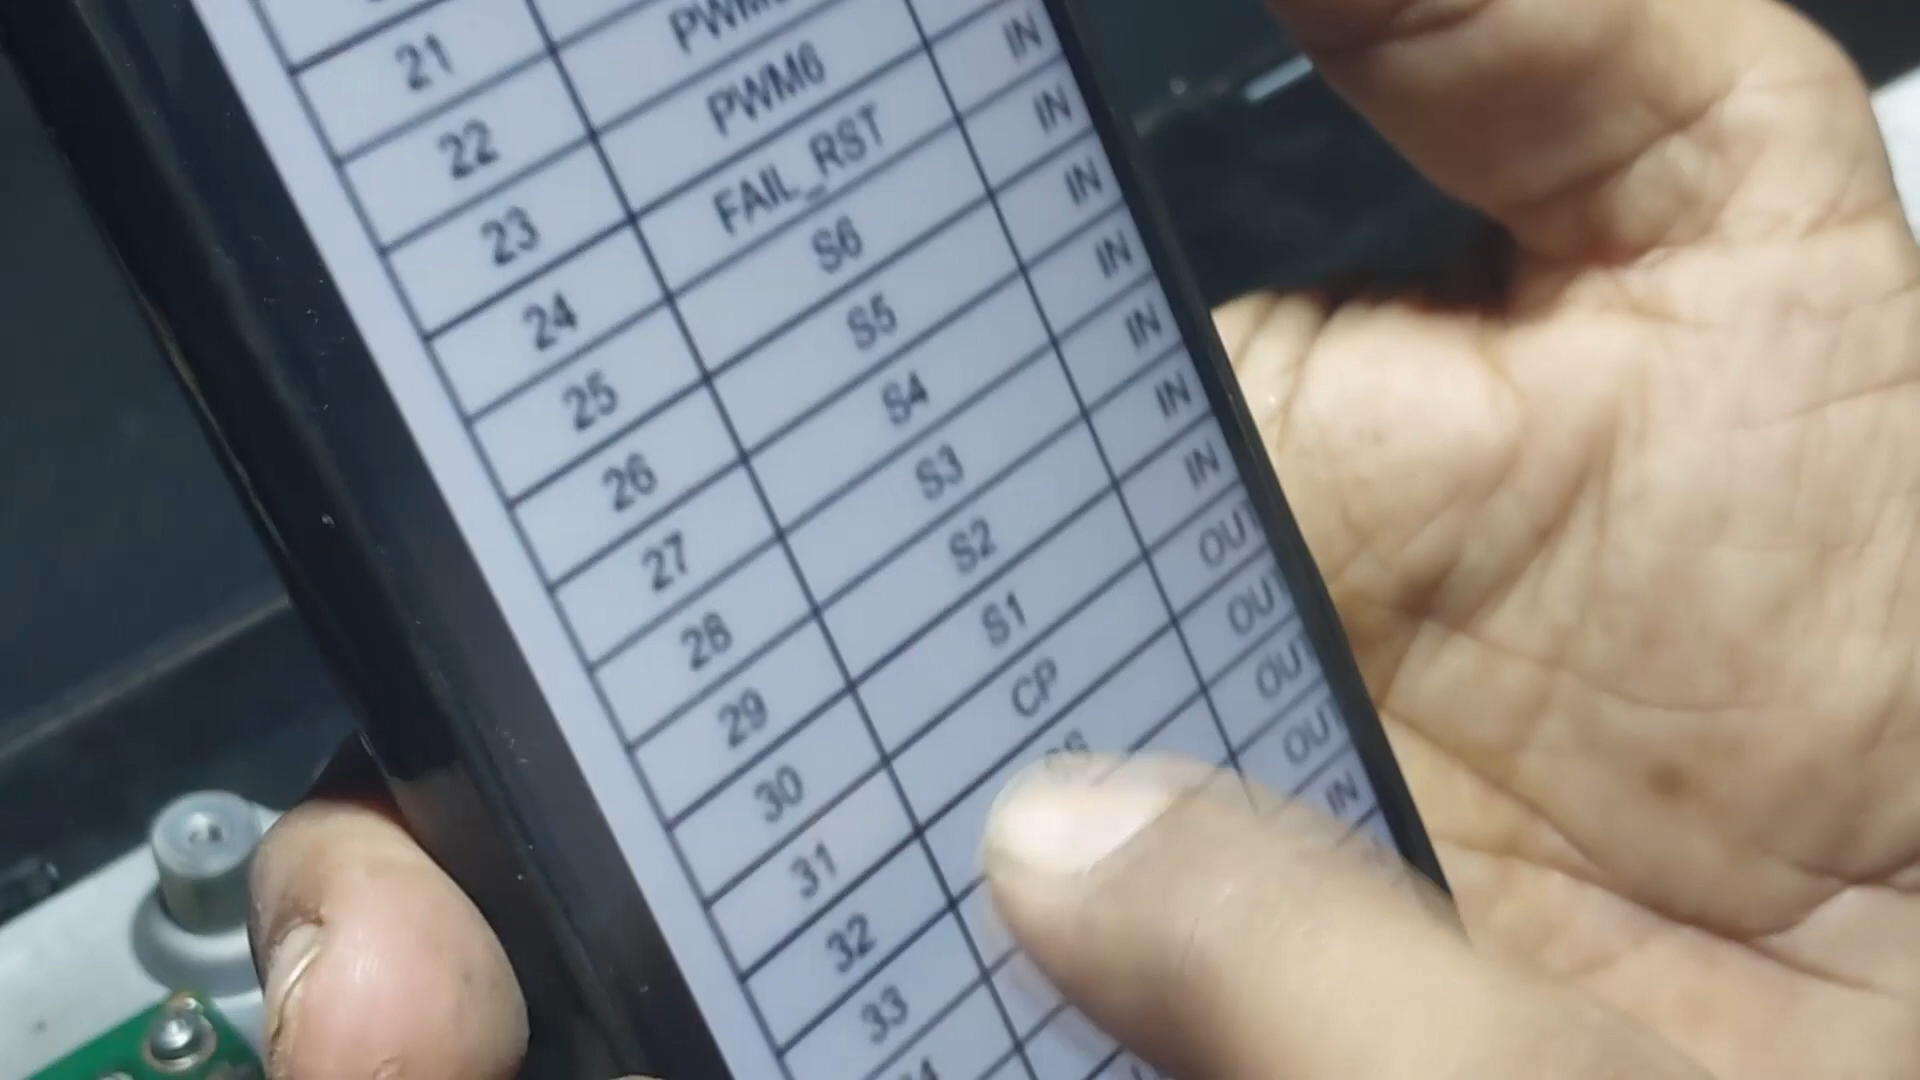 21
22 PWM
23 PWM6
24 FAIL_RST IN
25 S6 IN
26 S5 IN
27 S4 IN
28 S3 IN
29 S2 IN
30 S1 IN
31 CP OUT
32 OUT
33 OUT
OUT
IN